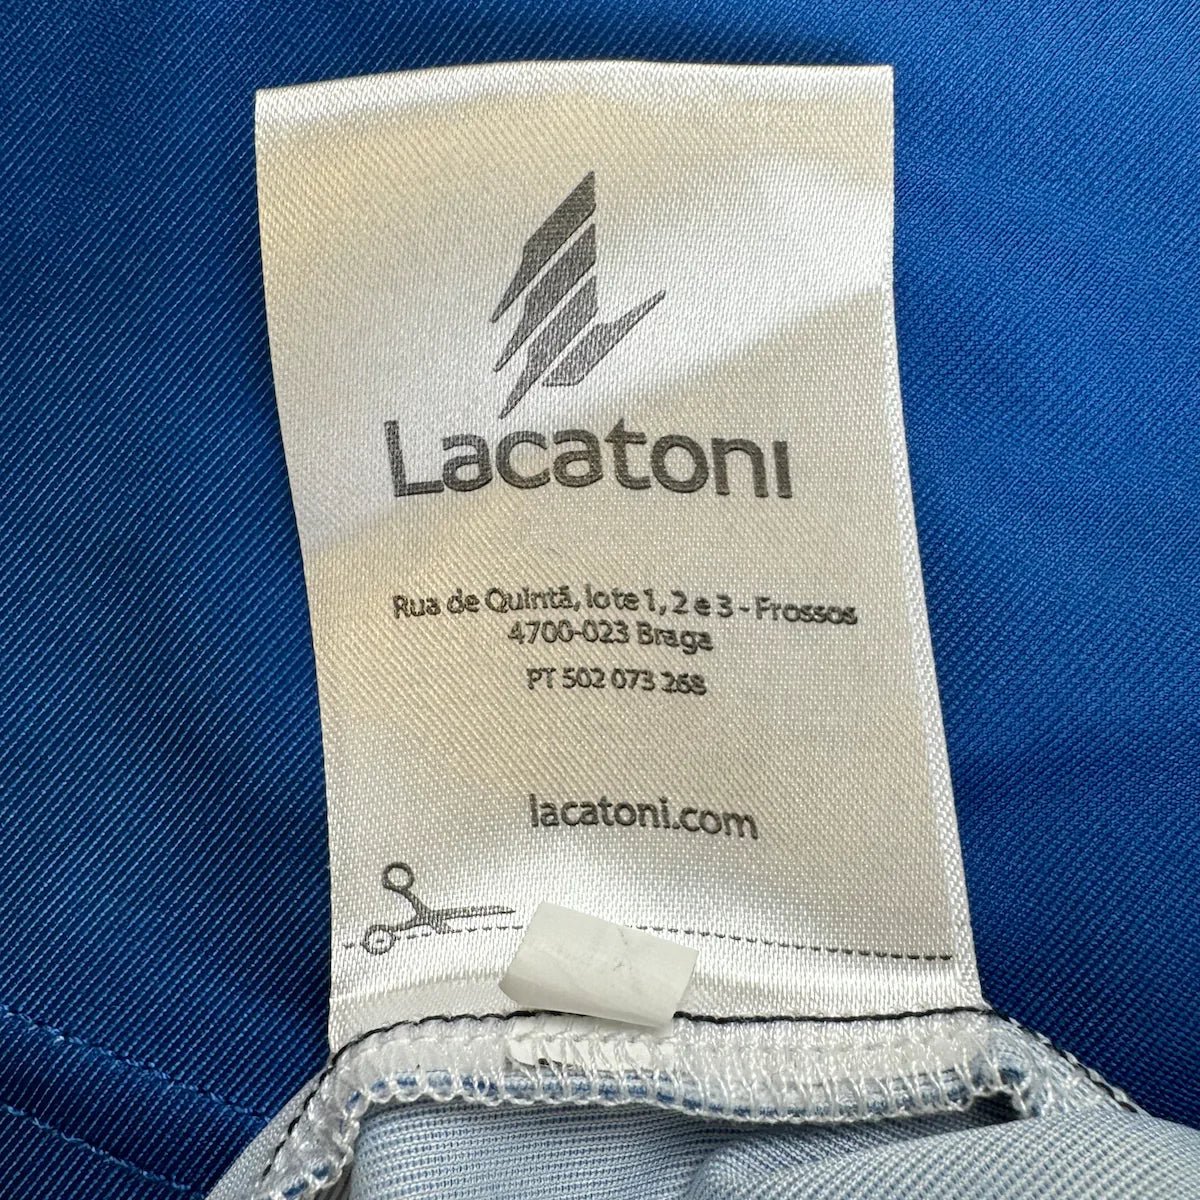 Lacatoni
Rua de Quintã, lote 1, 2 e 3 - Frossos
4700-023 Braga
PT 502 073 268
lacatoni.com